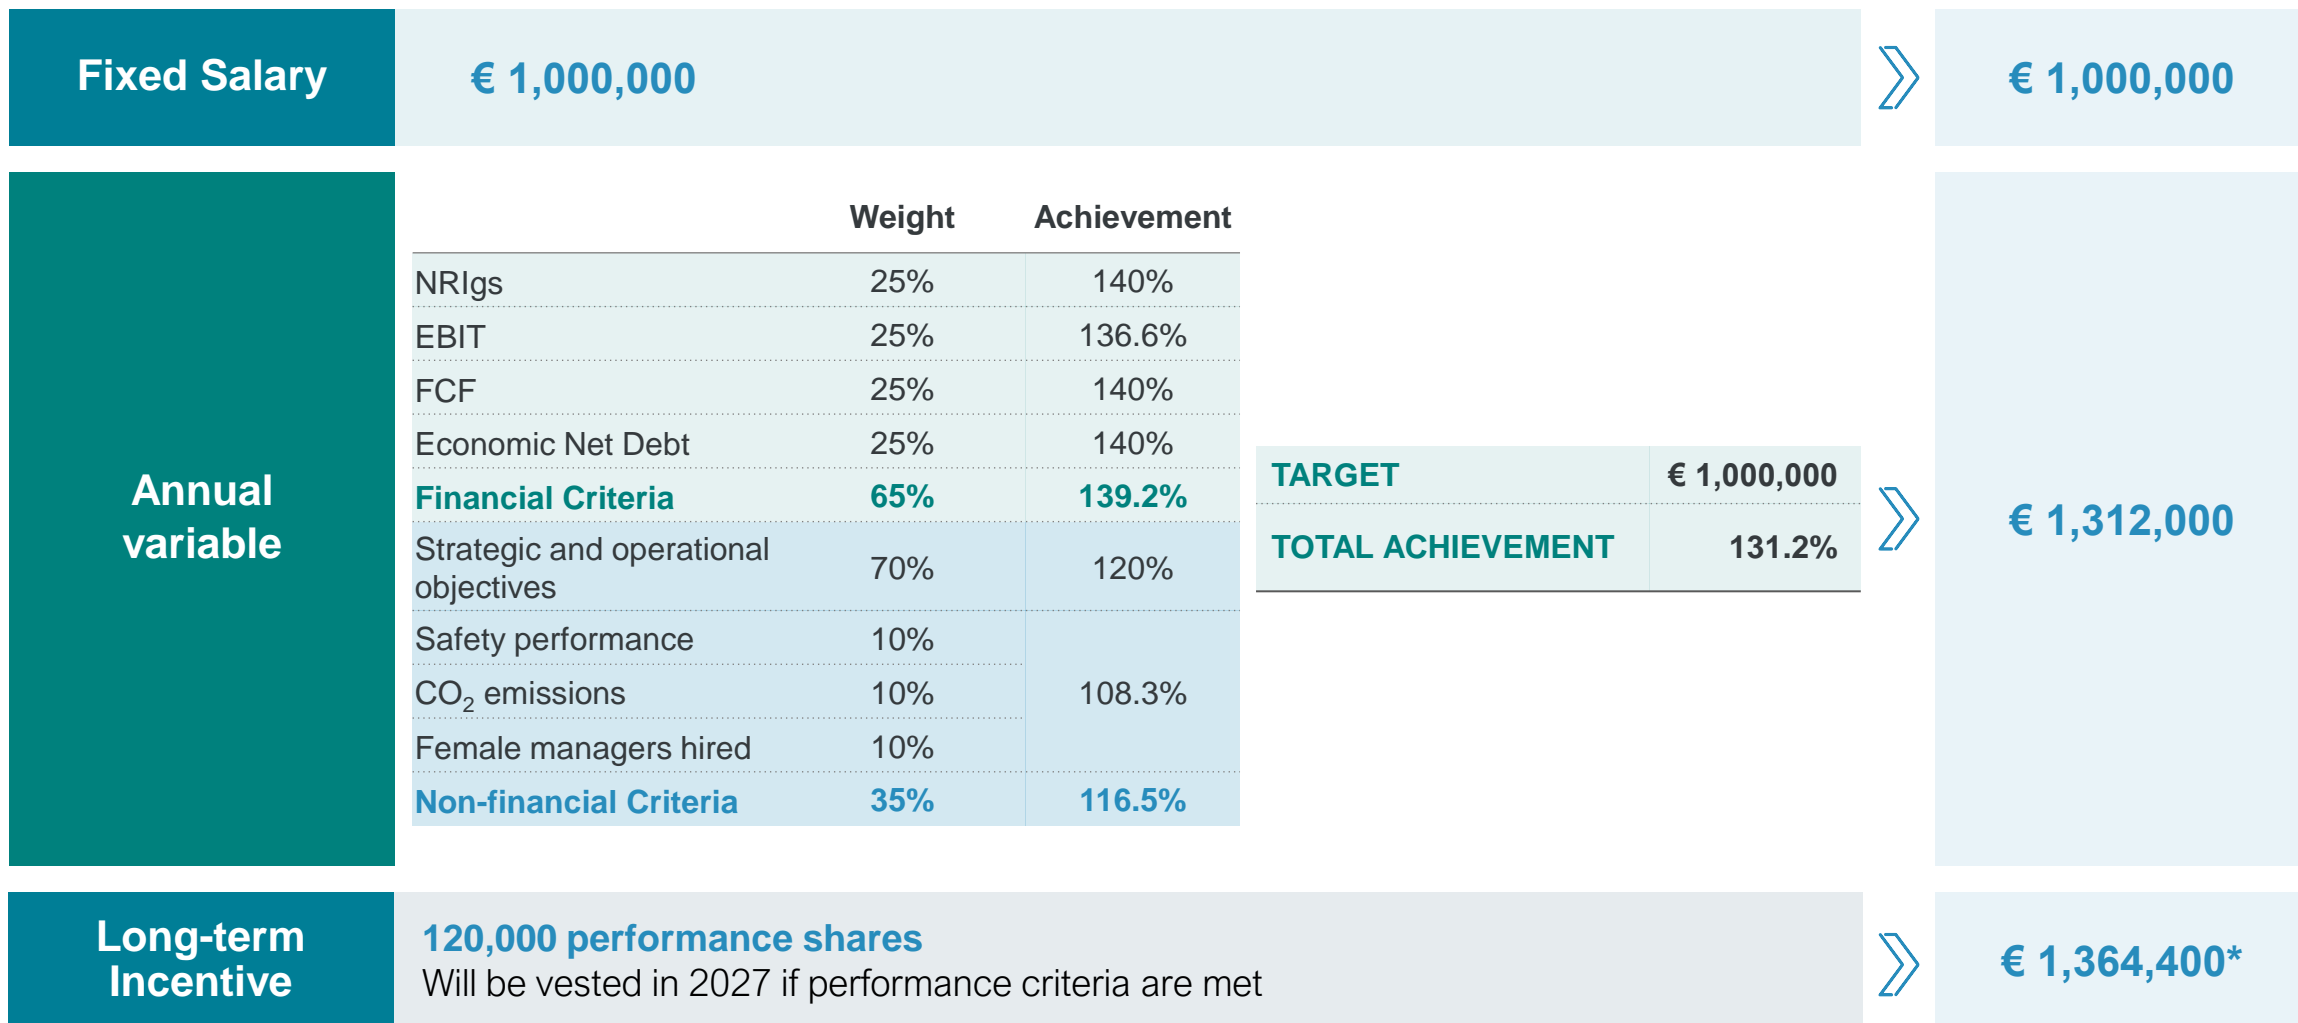 Fixed Salary
€ 1,000,000
€ 1,000,000
Annual
variable
Weight Achievement
NRIgs 25% 140%
EBIT 25% 136.6%
FCF 25% 140%
Economic Net Debt 25% 140%
Financial Criteria 65% 139.2%
Strategic and operational
objectives 70% 120%
Safety performance 10%
CO₂ emissions 10% 108.3%
Female managers hired 10%
Non-financial Criteria 35% 116.5%
TARGET € 1,000,000
TOTAL ACHIEVEMENT 131.2%
€ 1,312,000
Long-term
Incentive
120,000 performance shares
Will be vested in 2027 if performance criteria are met
€ 1,364,400*